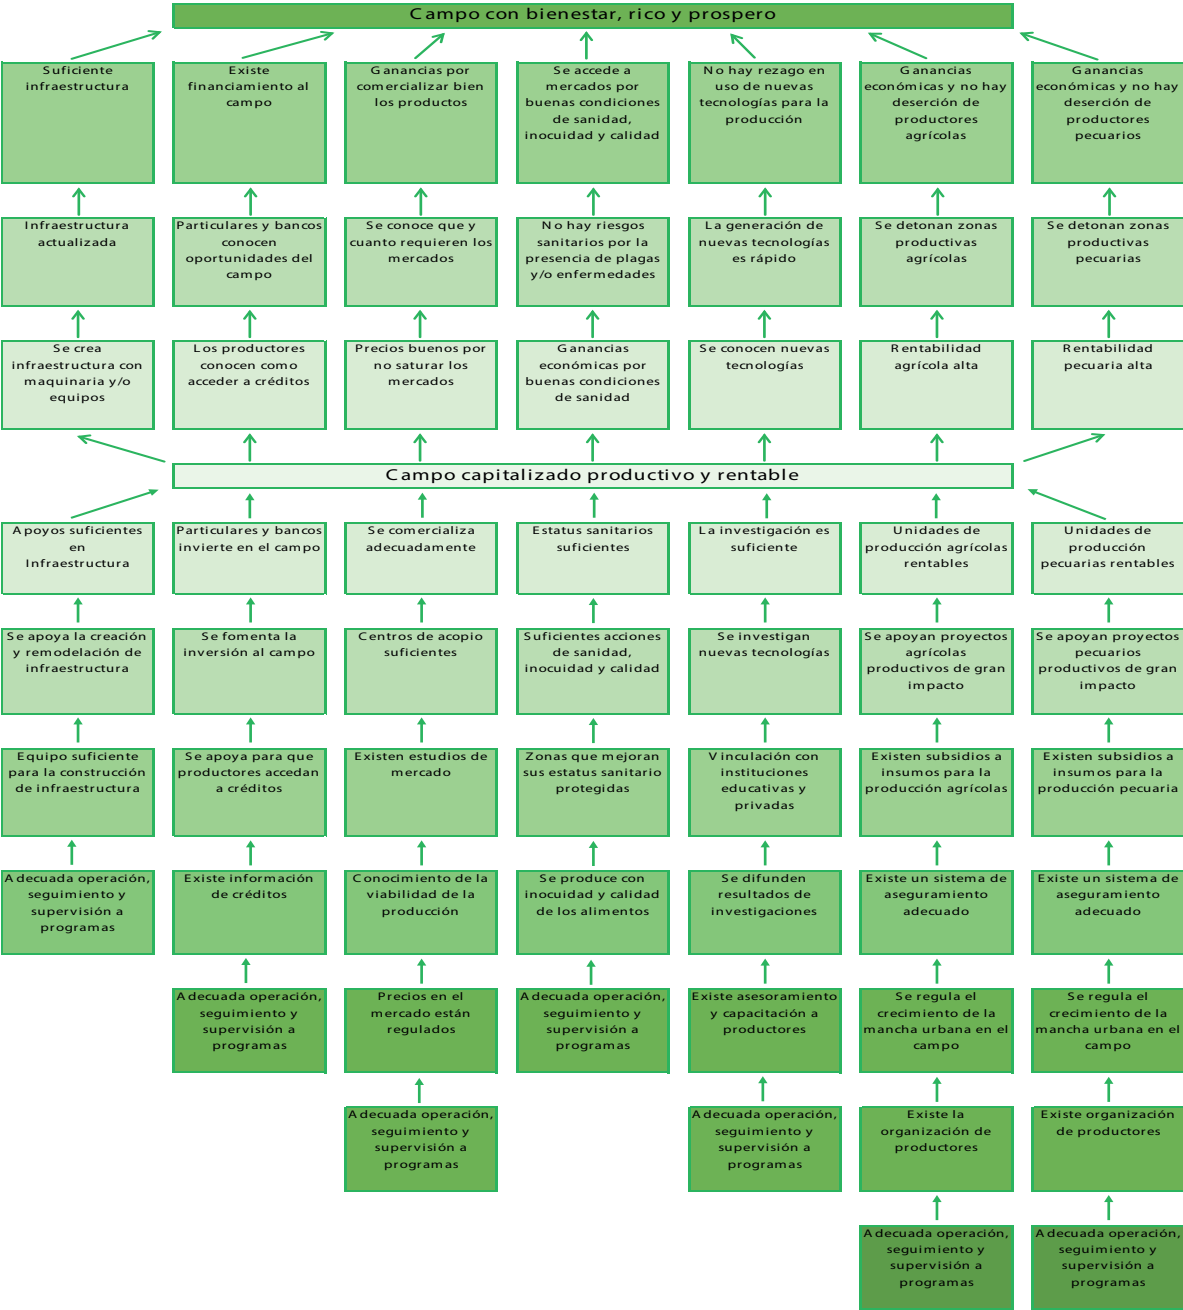 Campo con bienestar, rico y prospero
Suficiente
infraestructura
Existe
financiamiento al
campo
Ganancias por
comercializar bien
los productos
Se accede a
mercados por
buenas condiciones
de sanidad,
inocuidad y calidad
No hay rezago en
uso de nuevas
tecnologías para la
producción
Ganancias
económicas y no hay
deserción de
productores
agrícolas
Ganancias
económicas y no hay
deserción de
productores
pecuarios
Infraestructura
actualizada
Particulares y bancos
conocen
oportunidades del
campo
Se conoce que y
cuanto requieren los
mercados
No hay riesgos
sanitarios por la
presencia de plagas
y/o enfermedades
La generación de
nuevas tecnologías
es rápido
Se detonan zonas
productivas
agrícolas
Se detonan zonas
productivas
pecuarias
Se crea
infraestructura con
maquinaria y/o
equipos
Los productores
conocen como
acceder a créditos
Precios buenos por
no saturar los
mercados
Ganancias
económicas por
buenas condiciones
de sanidad
Se conocen nuevas
tecnologías
Rentabilidad
agrícola alta
Rentabilidad
pecuaria alta
Campo capitalizado productivo y rentable
Apoyos suficientes
en
Infraestructura
Particulares y bancos
invierte en el campo
Se comercializa
adecuadamente
Estatus sanitarios
suficientes
La investigación es
suficiente
Unidades de
producción agrícolas
rentables
Unidades de
producción
pecuarias rentables
Se apoya la creación
y remodelación de
infraestructura
Se fomenta la
inversión al campo
Centros de acopio
suficientes
Suficientes acciones
de sanidad,
inocuidad y calidad
Se investigan
nuevas tecnologías
Se apoyan proyectos
agrícolas
productivos de gran
impacto
Se apoyan proyectos
pecuarios
productivos de gran
impacto
Equipo suficiente
para la construcción
de infraestructura
Se apoya para que
productores accedan
a créditos
Existen estudios de
mercado
Zonas que mejoran
sus estatus sanitario
protegidas
Vinculación con
instituciones
educativas y
privadas
Existen subsidios a
insumos para la
producción agrícolas
Existen subsidios a
insumos para la
producción pecuaria
Adecuada operación,
seguimiento y
supervisión a
programas
Existe información
de créditos
Conocimiento de la
viabilidad de la
producción
Se produce con
inocuidad y calidad
de los alimentos
Se difunden
resultados de
investigaciones
Existe un sistema de
aseguramiento
adecuado
Existe un sistema de
aseguramiento
adecuado
Adecuada operación,
seguimiento y
supervisión a
programas
Precios en el
mercado están
regulados
Adecuada operación,
seguimiento y
supervisión a
programas
Existe asesoramiento
y capacitación a
productores
Se regula el
crecimiento de la
mancha urbana en el
campo
Se regula el
crecimiento de la
mancha urbana en el
campo
Adecuada operación,
seguimiento y
supervisión a
programas
Adecuada operación,
seguimiento y
supervisión a
programas
Existe la
organización de
productores
Existe organización
de productores
Adecuada operación,
seguimiento y
supervisión a
programas
Adecuada operación,
seguimiento y
supervisión a
programas